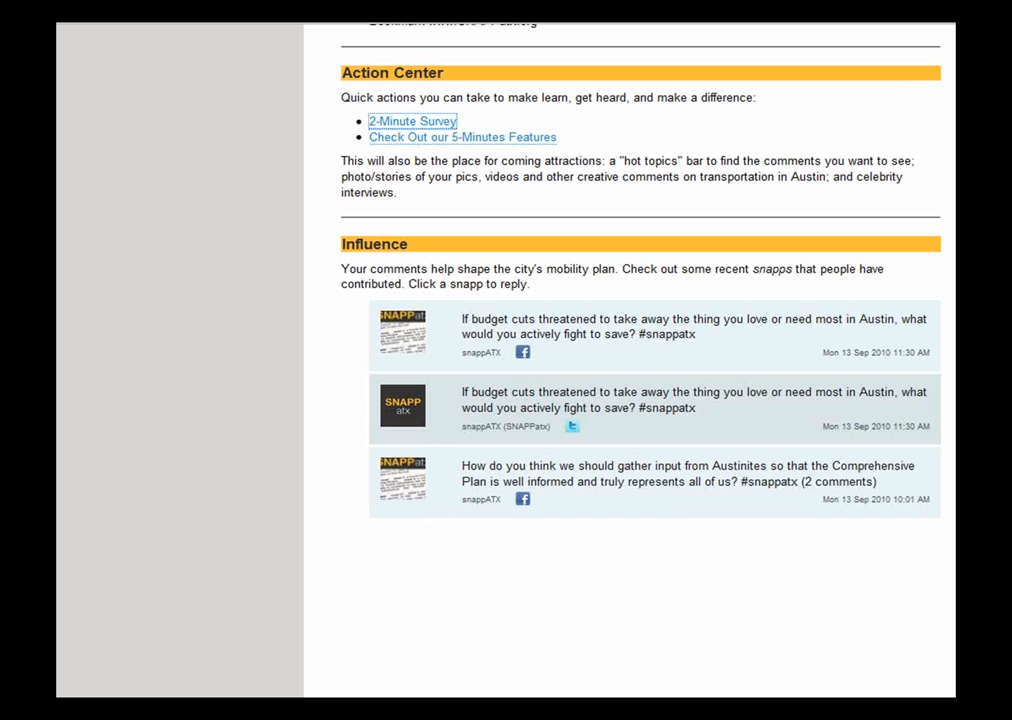 Action Center
Quick actions you can take to make learn, get heard, and make a difference:
2-Minute Survey
Check Out our 5-Minutes Features
This will also be the place for coming attractions: a "hot topics" bar to find the comments you want to see;
photo/stories of your pics, videos and other creative comments on transportation in Austin; and celebrity
interviews.
Influence
Your comments help shape the city's mobility plan. Check out some recent snapps that people have
contributed. Click a snapp to reply.
SNAPPat
If budget cuts threatened to take away the thing you love or need most in Austin, what
would you actively fight to save? #snappatx
snappATX
Mon 13 Sep 2010 11:30 AM
SNAPP
atx
If budget cuts threatened to take away the thing you love or need most in Austin, what
would you actively fight to save? #snappatx
snappATX (SNAPPatx)
Mon 13 Sep 2010 11:30 AM
SNAPPat
How do you think we should gather input from Austinites so that the Comprehensive
Plan is well informed and truly represents all of us? #snappatx (2 comments)
snappATX
Mon 13 Sep 2010 10:01 AM